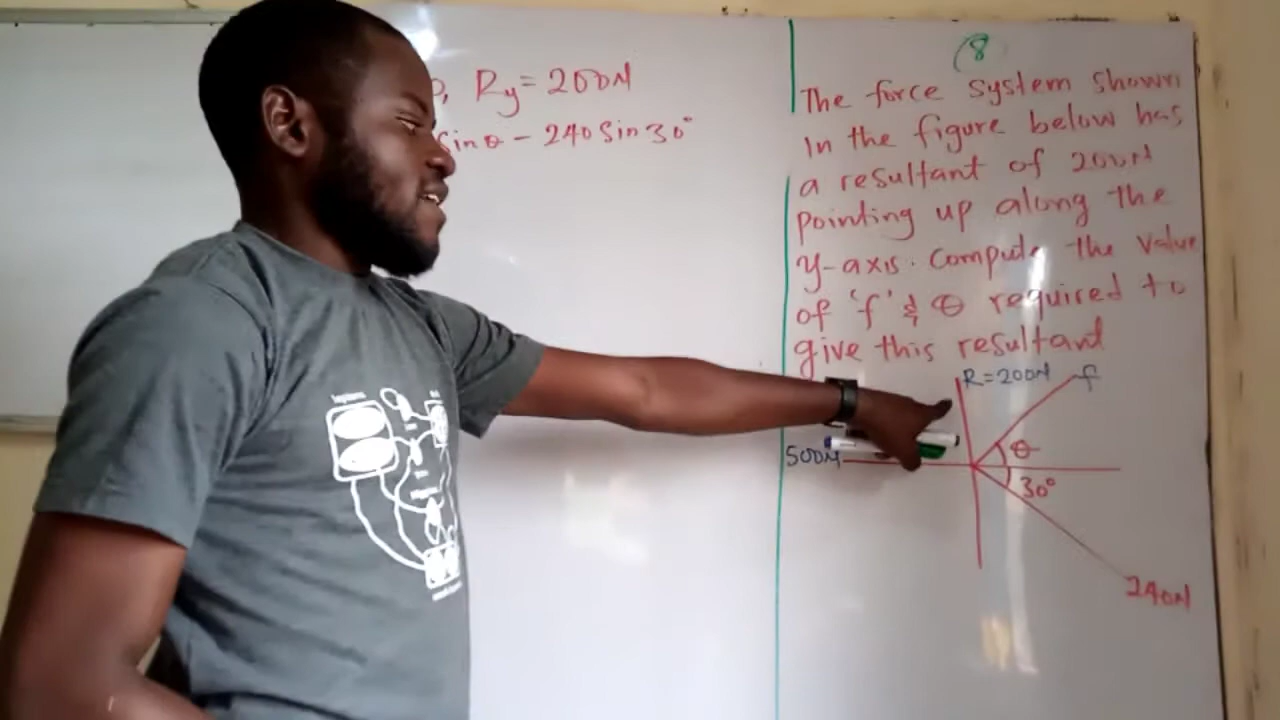 Ry = 200N
Sin θ - 240 Sin 30°
(8
The force system shown
in the figure below has
a resultant of 200N
pointing up along the
y-axis. Compute the value
of 'f' & θ required to
give this resultant
R = 200N
f
θ
500N
30°
240N